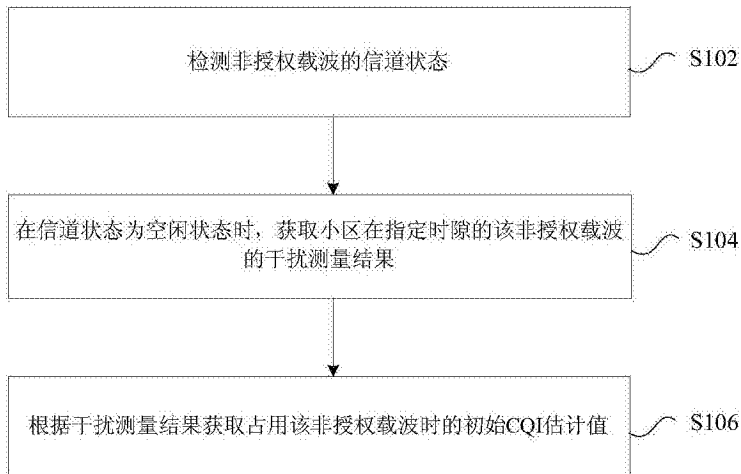 检测非授权载波的信道状态
S102
在信道状态为空闲状态时，获取小区在指定时隙的该非授权载波
的干扰测量结果
S104
根据干扰测量结果获取占用该非授权载波时的初始CQI估计值
S106